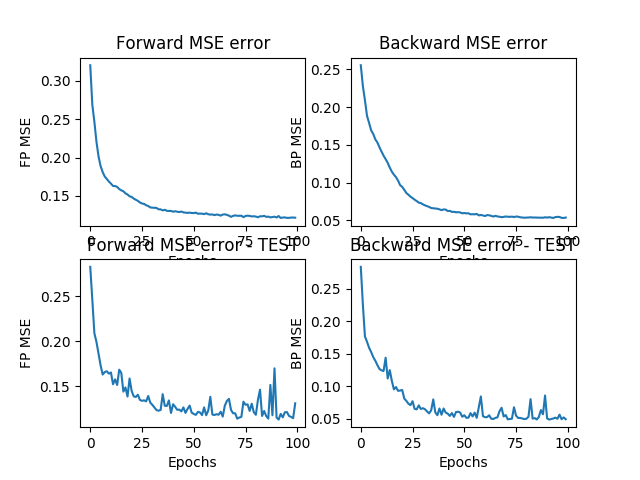 Forward MSE error
Backward MSE error
0.30
0.25
0.20
0.15
FP MSE
0 25 50 75 100
0.25
0.20
0.15
0.10
0.05
BP MSE
0 25 50 75 100
Epochs
Epochs
Forward MSE error - TEST
Backward MSE error - TEST
0.25
0.20
0.15
FP MSE
0 25 50 75 100
Epochs
0.25
0.20
0.15
0.10
0.05
BP MSE
0 25 50 75 100
Epochs